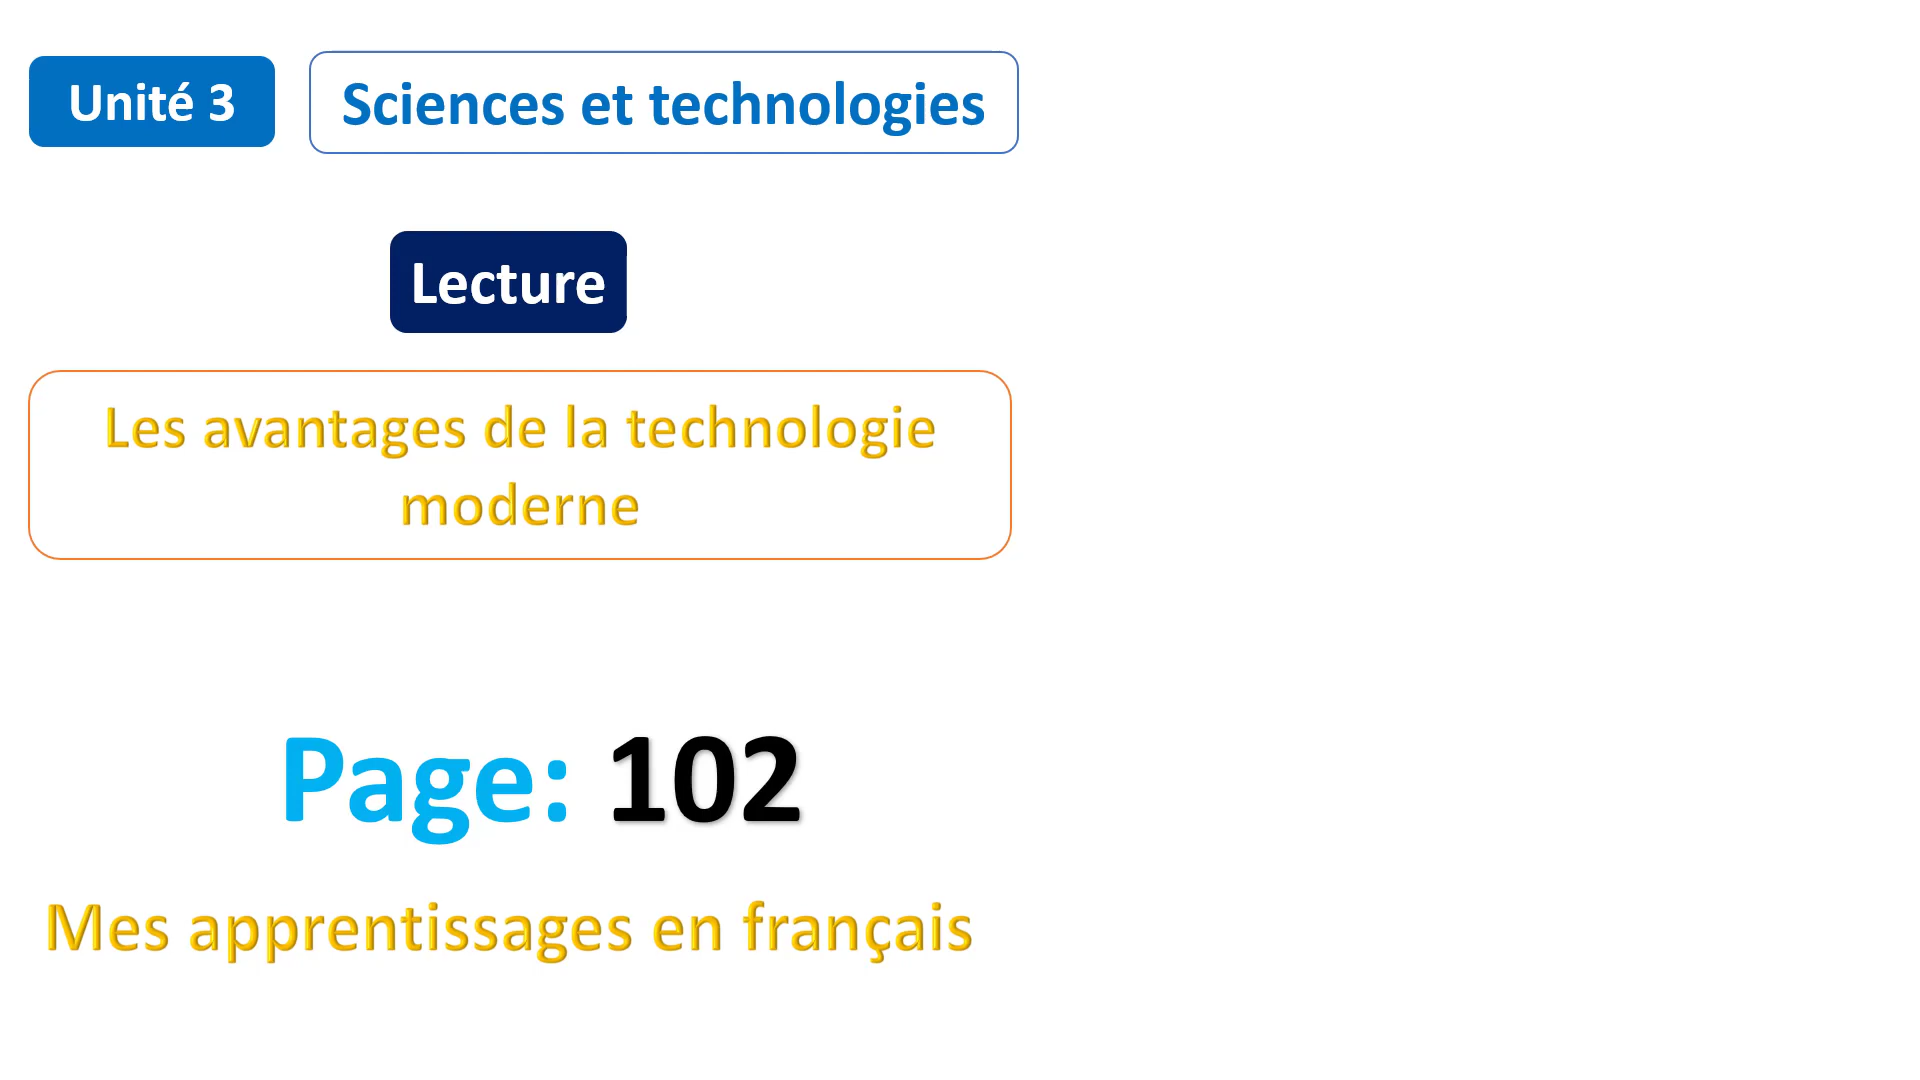 Unité 3
Sciences et technologies
Lecture
Les avantages de la technologie
moderne
Page: 102
Mes apprentissages en français